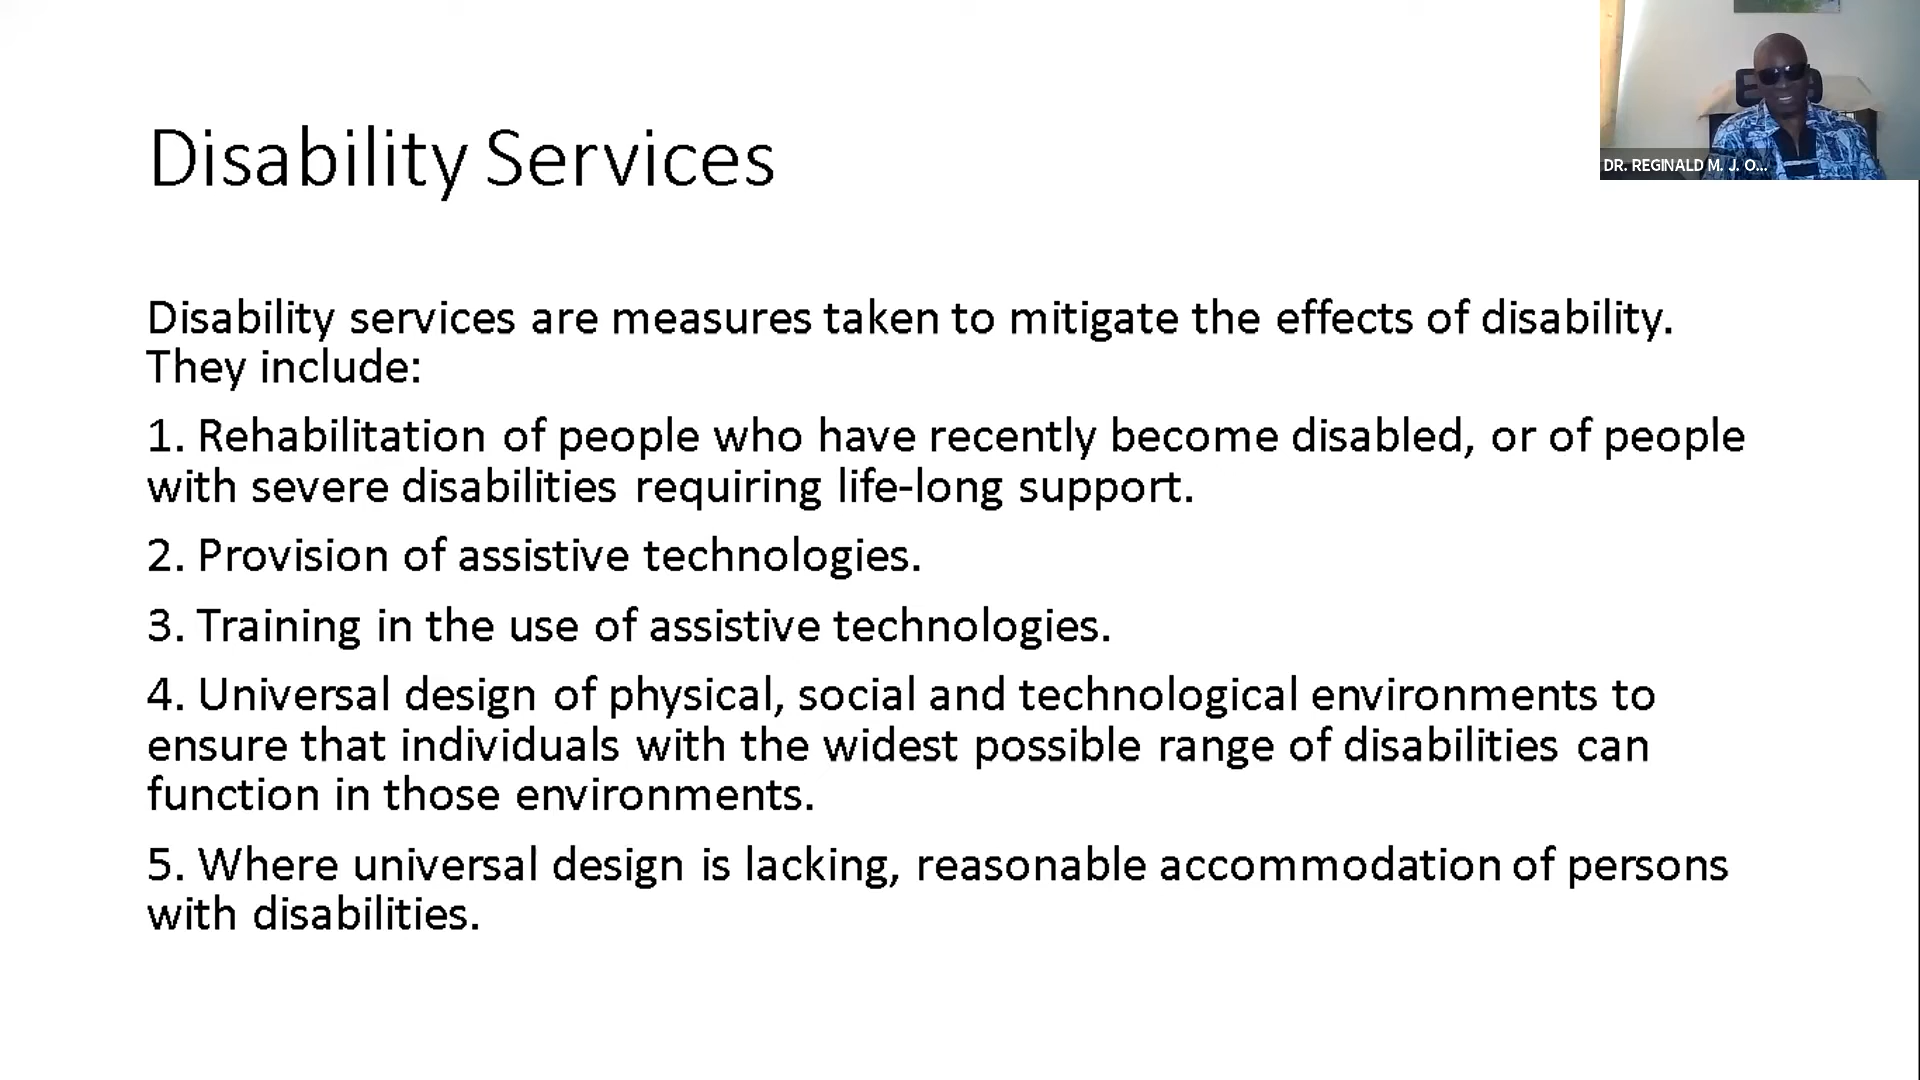 Disability Services
DR. REGINALD M. J. O...
Disability services are measures taken to mitigate the effects of disability.
They include:
1. Rehabilitation of people who have recently become disabled, or of people
with severe disabilities requiring life-long support.
2. Provision of assistive technologies.
3. Training in the use of assistive technologies.
4. Universal design of physical, social and technological environments to
ensure that individuals with the widest possible range of disabilities can
function in those environments.
5. Where universal design is lacking, reasonable accommodation of persons
with disabilities.